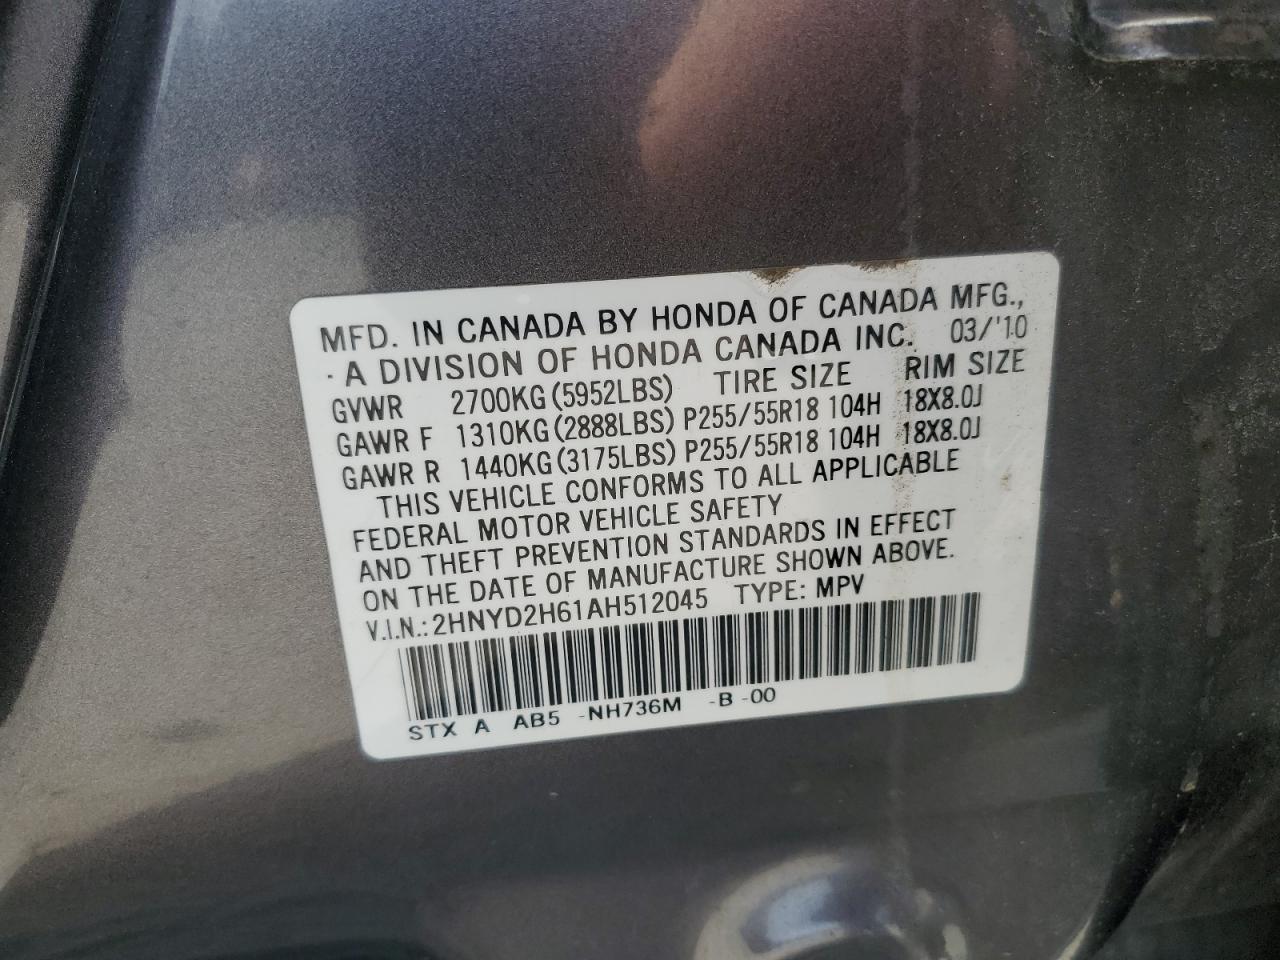 MFD. IN CANADA BY HONDA OF CANADA MFG.,
A DIVISION OF HONDA CANADA INC. 03/'10
GVWR 2700KG (5952LBS) TIRE SIZE RIM SIZE
GAWR F 1310KG (2888LBS) P255/55R18 104H 18X8.0J
GAWR R 1440KG (3175LBS) P255/55R18 104H 18X8.0J
THIS VEHICLE CONFORMS TO ALL APPLICABLE
FEDERAL MOTOR VEHICLE SAFETY
AND THEFT PREVENTION STANDARDS IN EFFECT
ON THE DATE OF MANUFACTURE SHOWN ABOVE.
V.I.N.: 2HNYD2H61AH512045 TYPE: MPV
STX A AB5 -NH736M -B -00